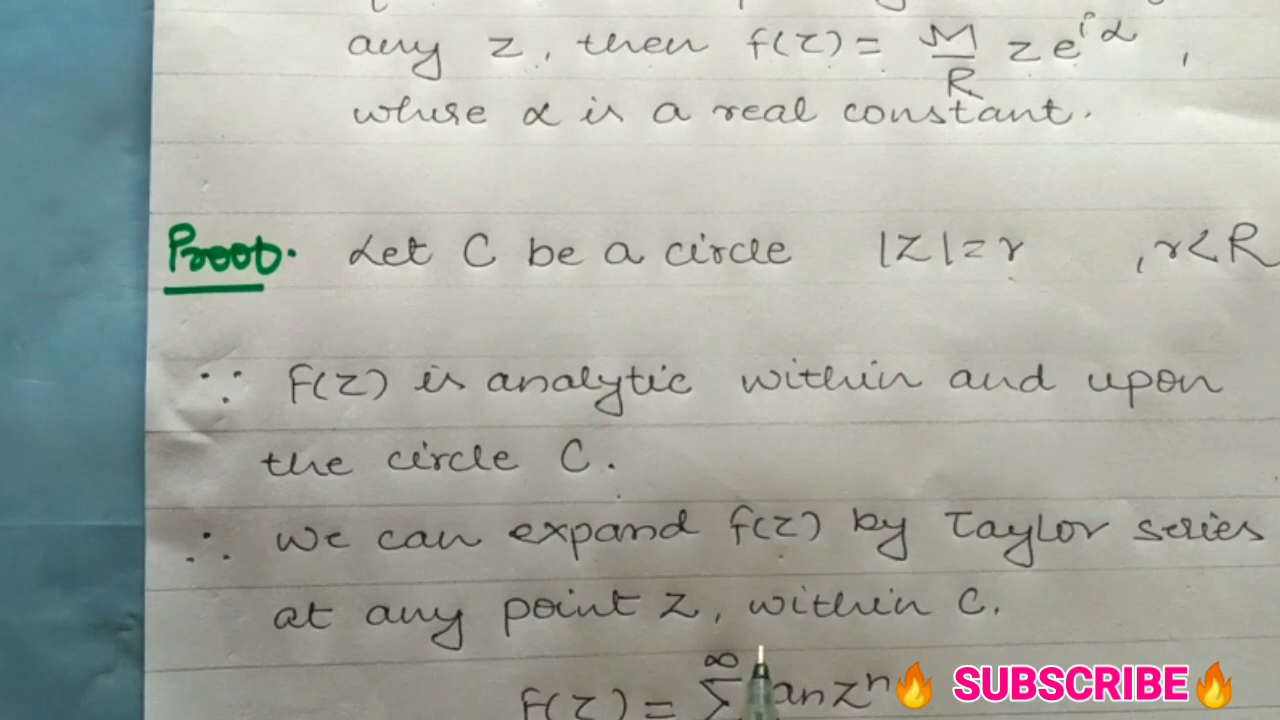 any z, then f(z) = M/R z e^{iα},
where α is a real constant.
Proof. Let C be a circle |z|=r , r<R
∵ f(z) is analytic within and upon
the circle C.
∴ we can expand f(z) by Taylor series
at any point z, within C.
f(z) = ∞∑ anzⁿ
🔥 SUBSCRIBE🔥